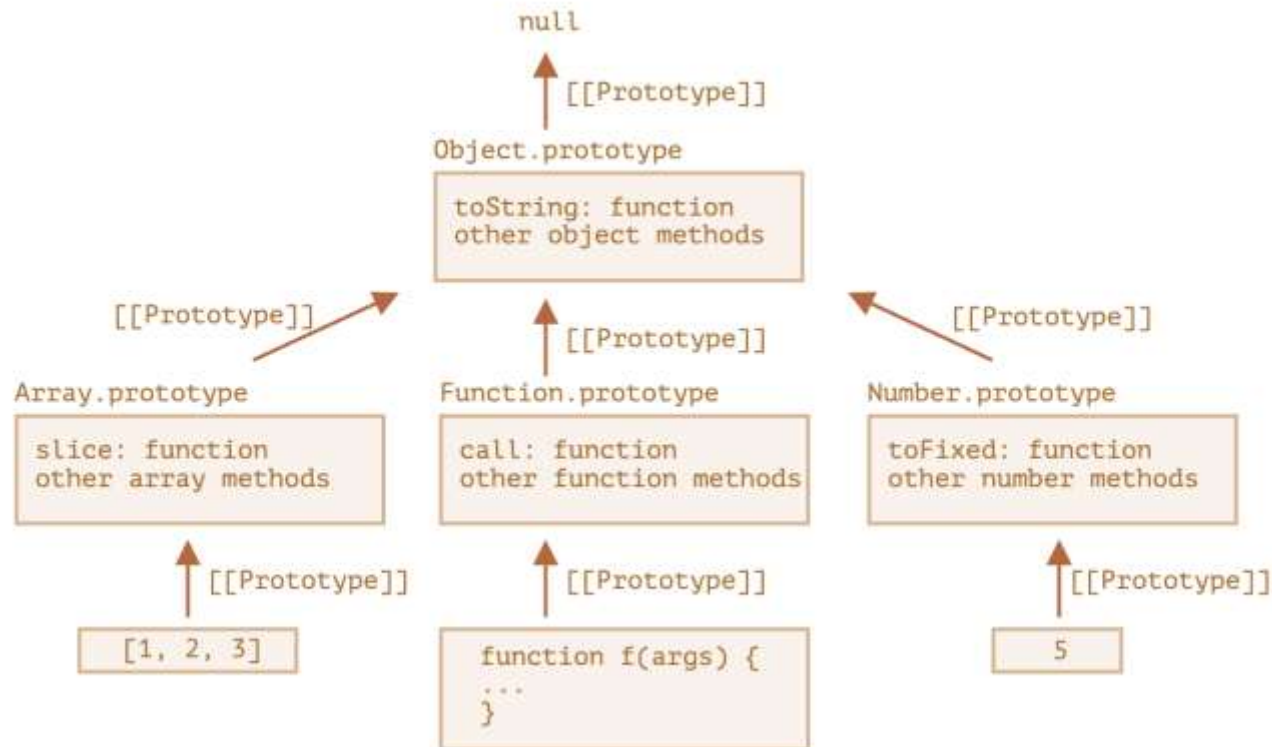 null
[[Prototype]]
Object.prototype
toString: function
other object methods
[[Prototype]]
[[Prototype]]
[[Prototype]]
Array.prototype
slice: function
other array methods
Function.prototype
call: function
other function methods
Number.prototype
toFixed: function
other number methods
[[Prototype]]
[[Prototype]]
[[Prototype]]
[1, 2, 3]
function f(args) {
...
}
5